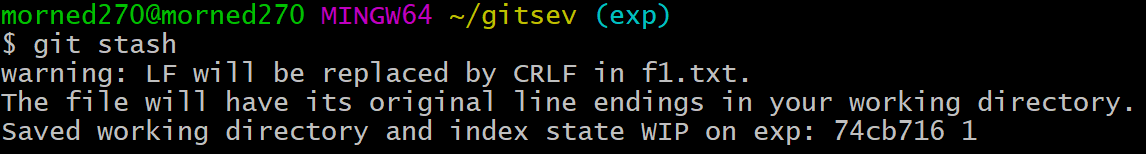 morned270@morned270 MINGW64 ~/gitsev (exp)
$ git stash
warning: LF will be replaced by CRLF in f1.txt.
The file will have its original line endings in your working directory.
Saved working directory and index state WIP on exp: 74cb716 1